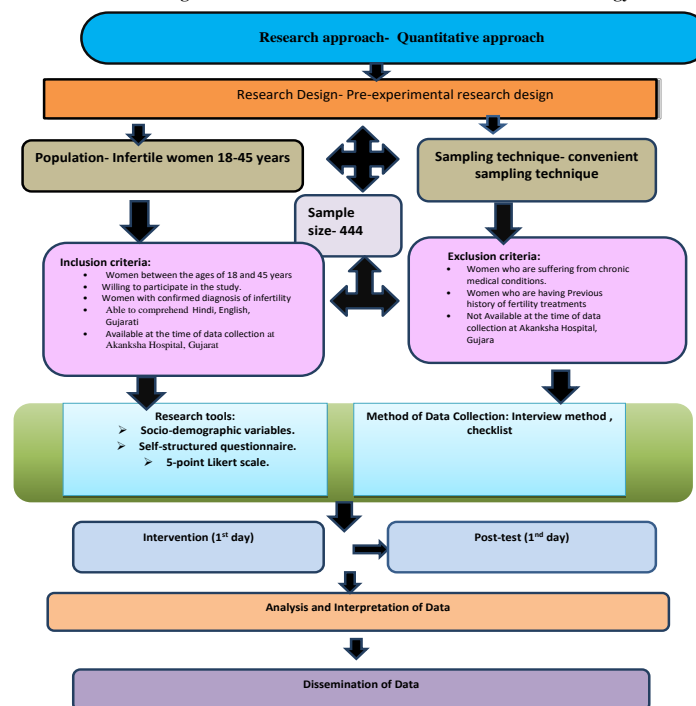 Research approach- Quantitative approach
Research Design- Pre-experimental research design
Population- Infertile women 18-45 years
Sampling technique- convenient
sampling technique
Sample
size- 444
Inclusion criteria:
• Women between the ages of 18 and 45 years
• Willing to participate in the study.
• Women with confirmed diagnosis of infertility
• Able to comprehend Hindi, English,
Gujarati
• Available at the time of data collection at
Akanksha Hospital, Gujarat
Exclusion criteria:
• Women who are suffering from chronic
medical conditions.
• Women who are having Previous
history of fertility treatments
• Not Available at the time of data
collection at Akanksha Hospital,
Gujara
Research tools:
➢ Socio-demographic variables.
➢ Self-structured questionnaire.
➢ 5-point Likert scale.
Method of Data Collection: Interview method ,
checklist
Intervention (1st day)
Post-test (1nd day)
Analysis and Interpretation of Data
Dissemination of Data